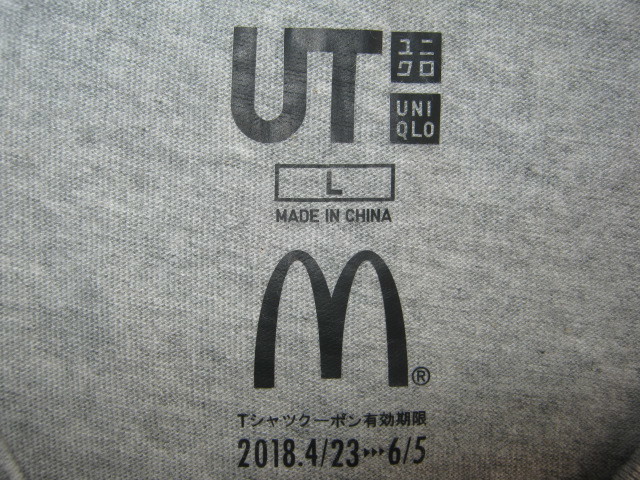 UT
ユニ
クロ
UNI
QLO
L
MADE IN CHINA
M®
Tシャツクーポン有効期限
2018.4/23▸▸▸6/5